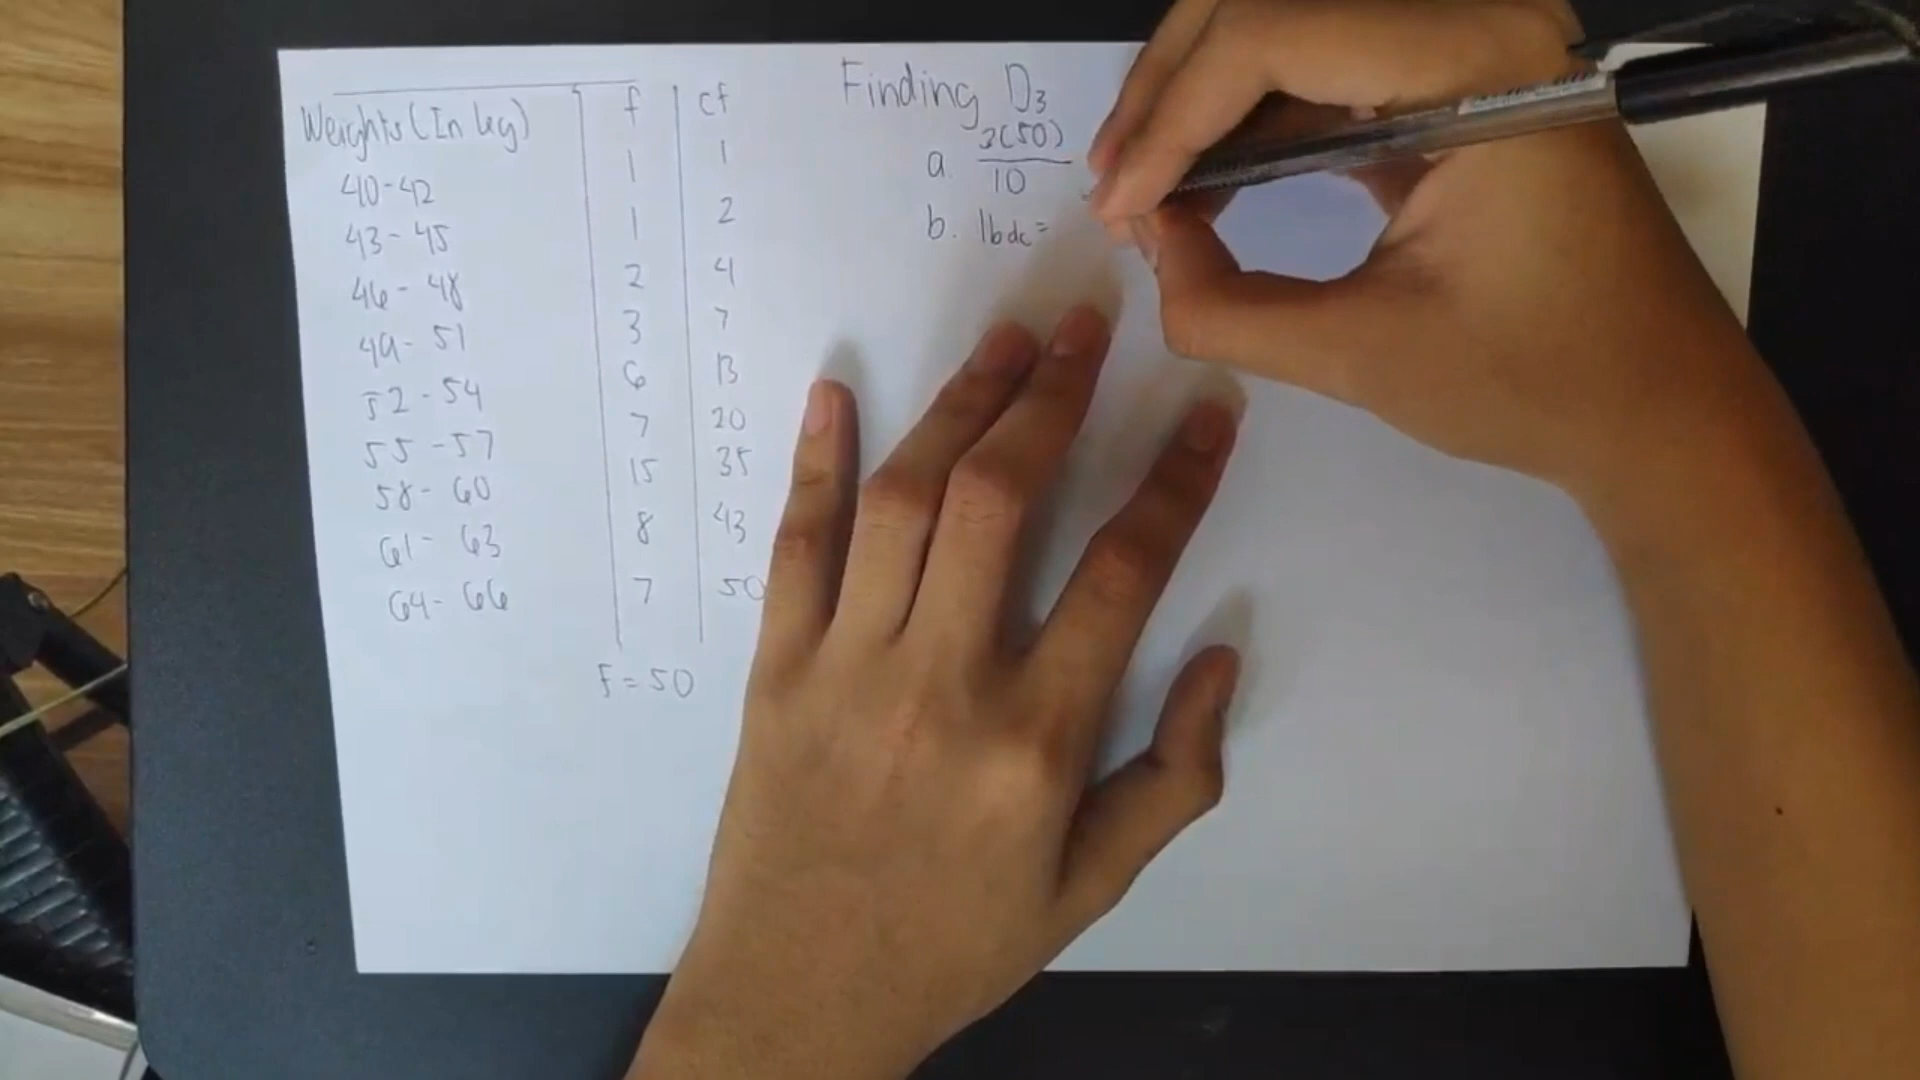 Weights (In kg) f cf
40-42 1 1
43-45 1 2
46-48 2 4
49-51 3 7
52-54 6 13
55-57 7 20
58-60 15 35
61-63 8 43
64-66 7 50
F = 50
Finding D3
a. 3(50)
10
b. lbdc =